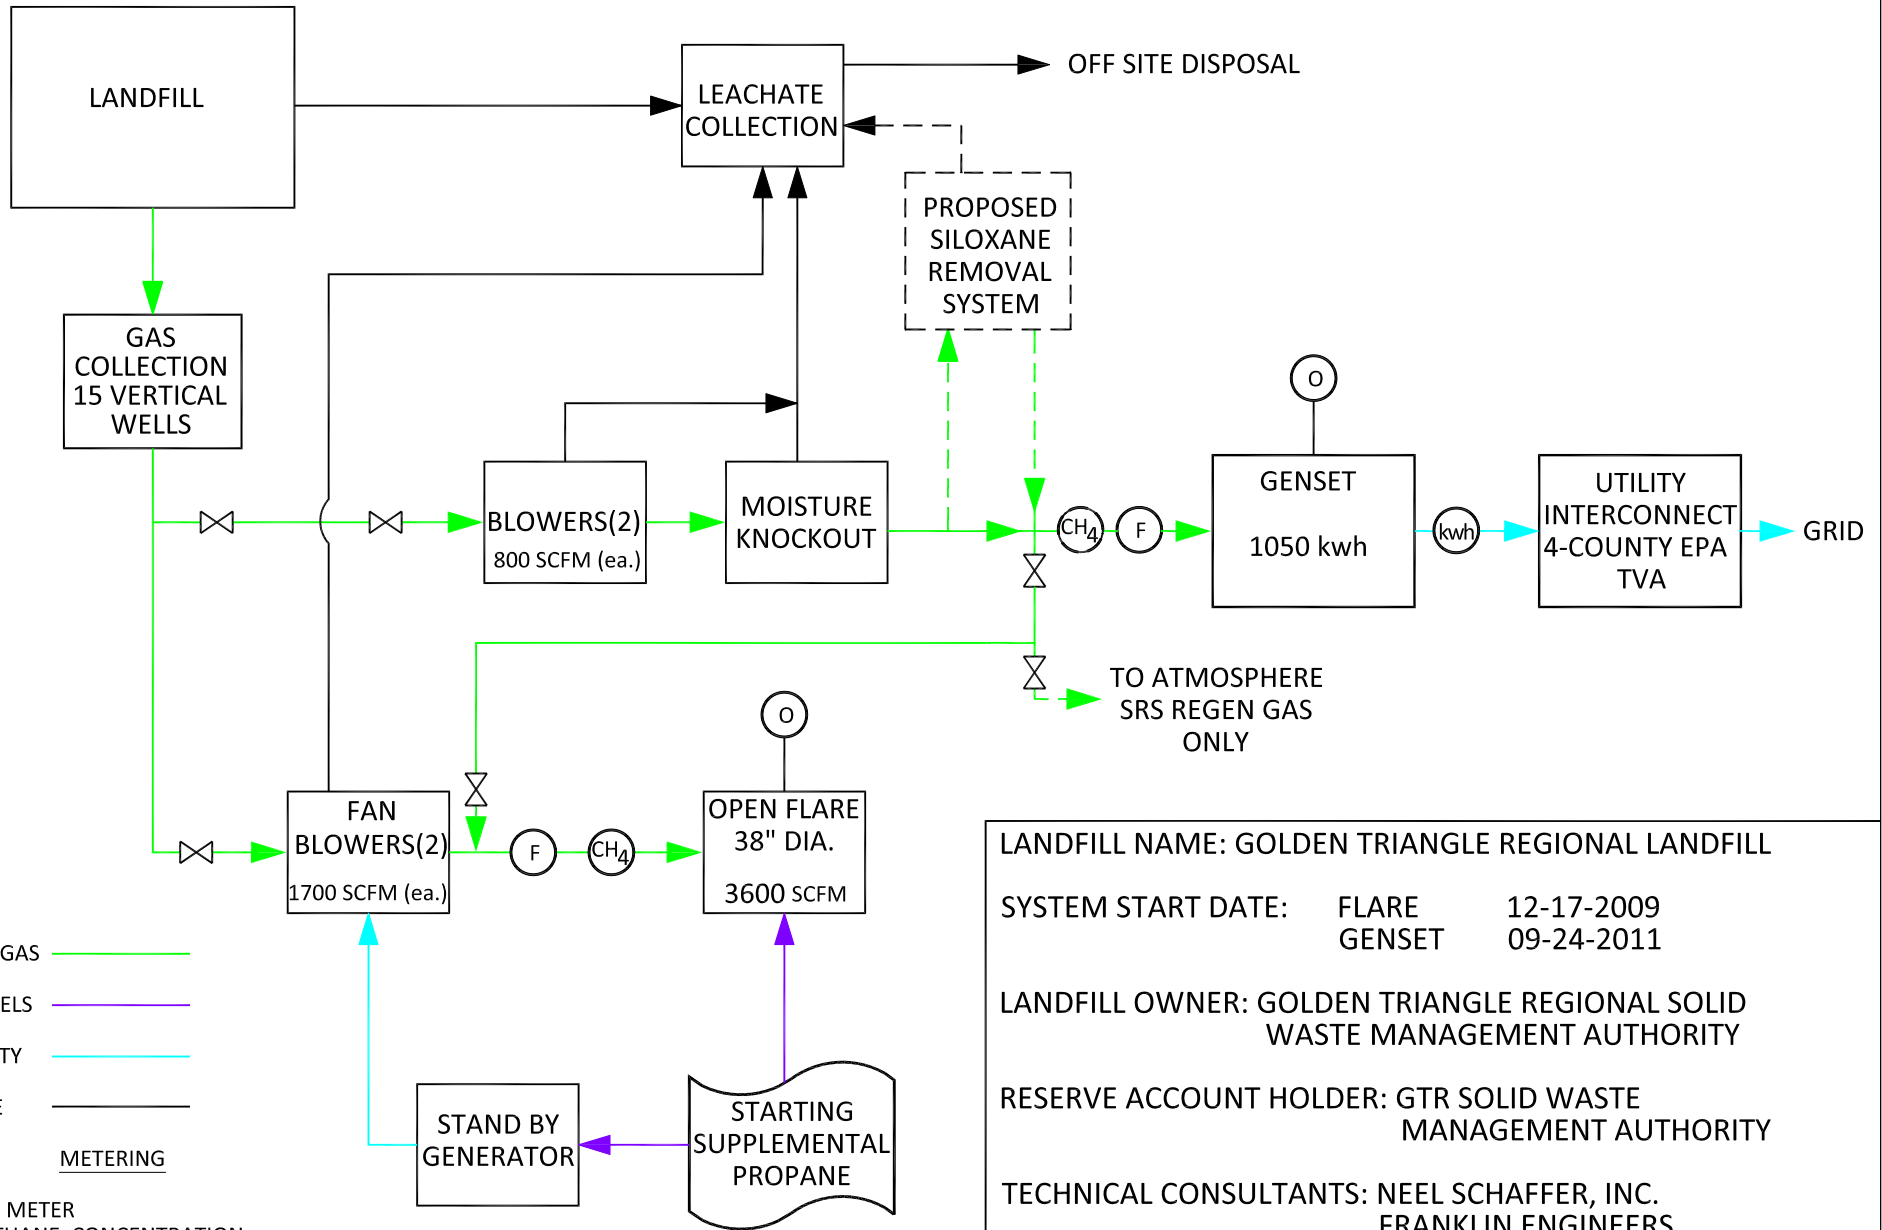 LANDFILL
LEACHATE
COLLECTION
OFF SITE DISPOSAL
PROPOSED
SILOXANE
REMOVAL
SYSTEM
GAS
COLLECTION
15 VERTICAL
WELLS
BLOWERS(2)
800 SCFM (ea.)
MOISTURE
KNOCKOUT
CH4
F
O
GENSET
1050 kwh
kwh
UTILITY
INTERCONNECT
4-COUNTY EPA
TVA
GRID
TO ATMOSPHERE
SRS REGEN GAS
ONLY
FAN
BLOWERS(2)
1700 SCFM (ea.)
F
CH4
O
OPEN FLARE
38" DIA.
3600 SCFM
STAND BY
GENERATOR
STARTING
SUPPLEMENTAL
PROPANE
GAS
METERING
METER
CONCENTRATION
LANDFILL NAME: GOLDEN TRIANGLE REGIONAL LANDFILL
SYSTEM START DATE: FLARE 12-17-2009
GENSET 09-24-2011
LANDFILL OWNER: GOLDEN TRIANGLE REGIONAL SOLID
WASTE MANAGEMENT AUTHORITY
RESERVE ACCOUNT HOLDER: GTR SOLID WASTE
MANAGEMENT AUTHORITY
TECHNICAL CONSULTANTS: NEEL SCHAFFER, INC.
FRANKLIN ENGINEERS